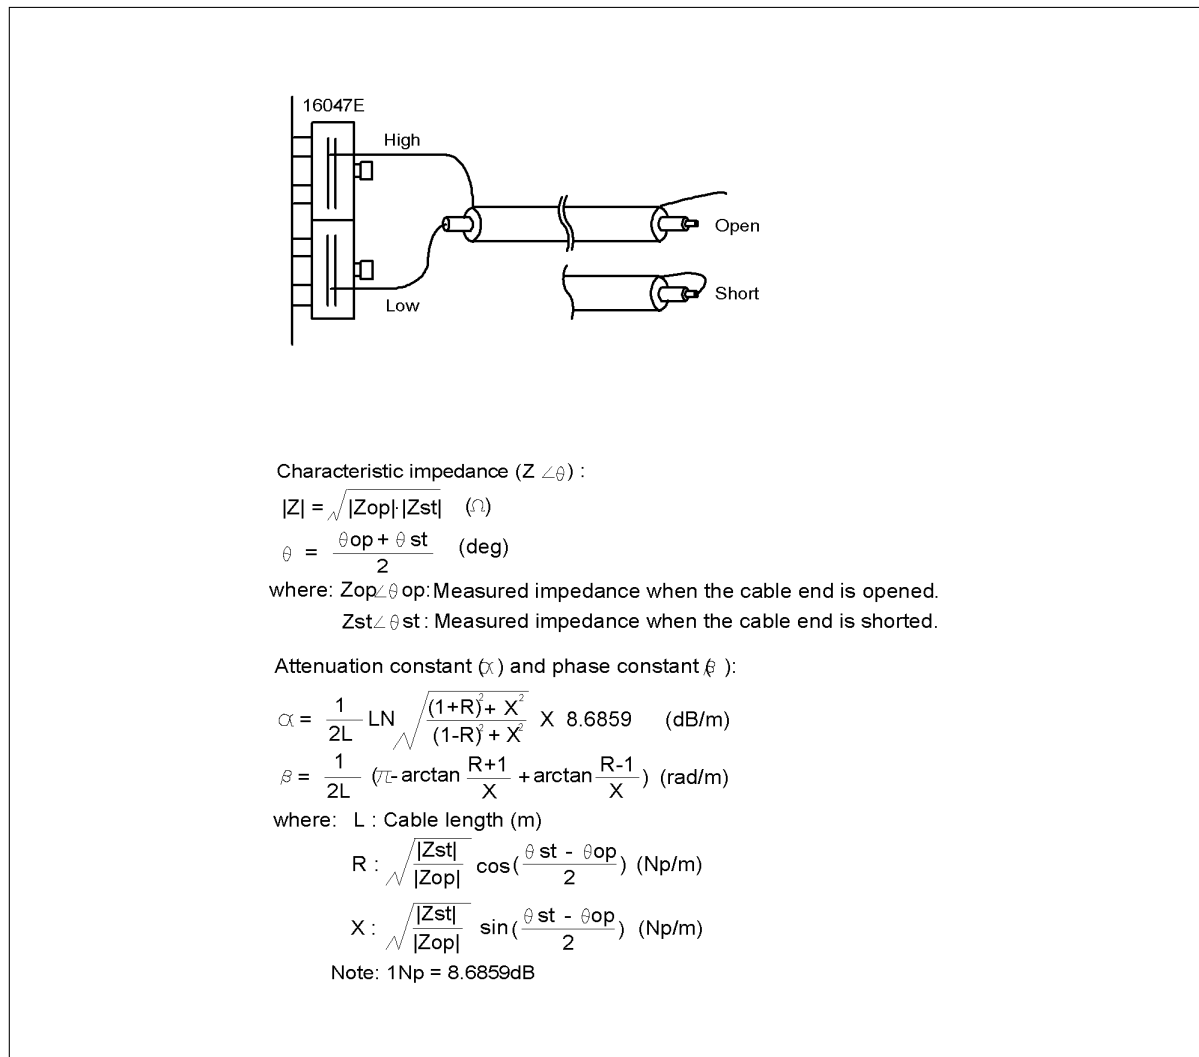 16047E
High
Low
Open
Short
Characteristic impedance (Z ∠θ) :
|Z| = √|Zop|·|Zst| (Ω)
θ = θop + θst / 2 (deg)
where: Zop∠θop: Measured impedance when the cable end is opened.
Zst∠θst : Measured impedance when the cable end is shorted.
Attenuation constant (α) and phase constant (β ):
α = 1/2L LN √((1+R)² + X²)/((1-R)² + X²) X 8.6859 (dB/m)
β = 1/2L (π- arctan R+1/X + arctan R-1/X) (rad/m)
where: L : Cable length (m)
R : √|Zst|/|Zop| cos(θst - θop / 2) (Np/m)
X : √|Zst|/|Zop| sin(θst - θop / 2) (Np/m)
Note: 1Np = 8.6859dB